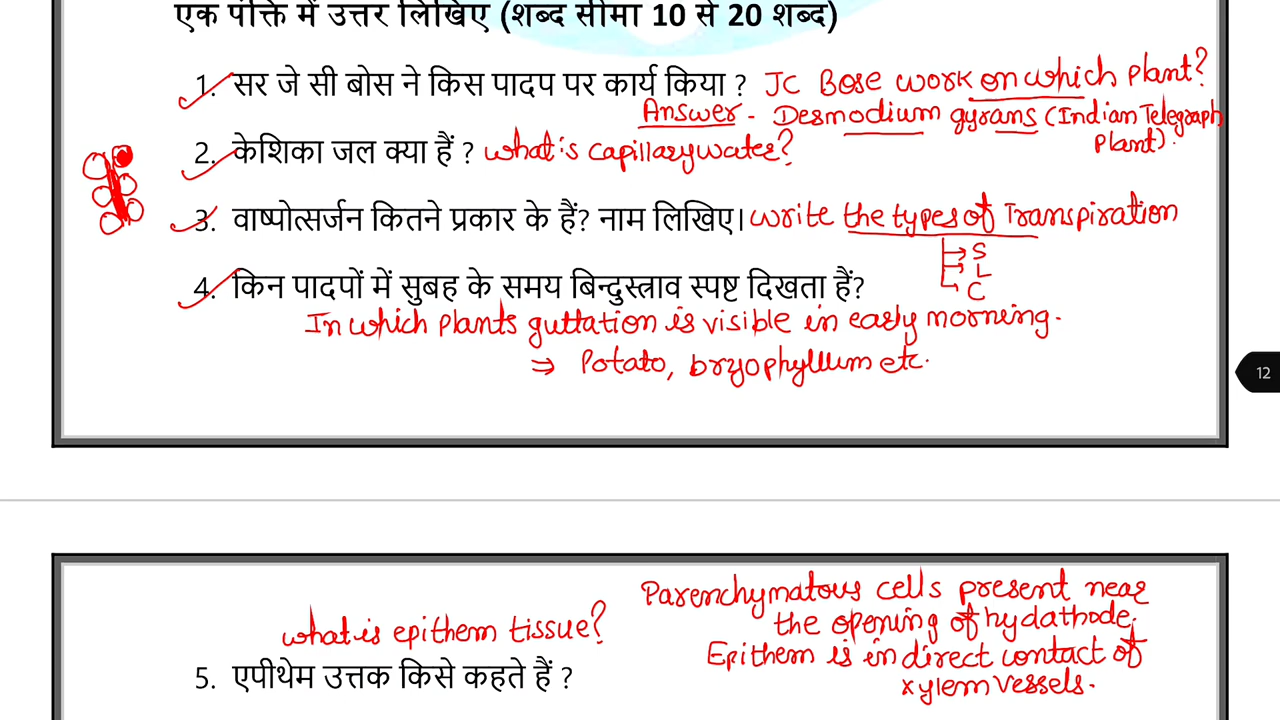 एक पंक्ति में उत्तर लिखिए (शब्द सीमा 10 से 20 शब्द)
1. सर जे सी बोस ने किस पादप पर कार्य किया ? JC Bose work on which plant?
Answer - Desmodium gyrans (Indian Telegraph
Plant).
2. केशिका जल क्या हैं ? what is capillary water?
3. वाष्पोत्सर्जन कितने प्रकार के हैं? नाम लिखिए। write the types of Transpiration
S
L
C
4. किन पादपों में सुबह के समय बिन्दुस्त्राव स्पष्ट दिखता हैं?
In which plants guttation is visible in early morning.
⇒ Potato, bryophyllum etc.
12
Parenchymatous cells present near
the opening of hydathode.
what is epithem tissue?
Epithem is in direct contact of
xylem vessels.
5. एपीथेम उत्तक किसे कहते हैं ?